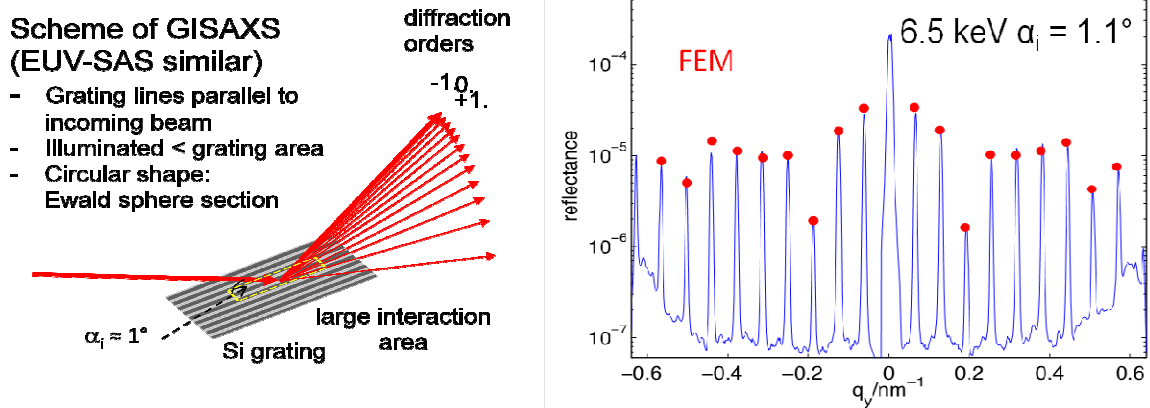 Scheme of GISAXS
(EUV-SAS similar)
- Grating lines parallel to
incoming beam
- Illuminated < grating area
- Circular shape:
Ewald sphere section
diffraction
orders
-1.
0.
+1.
αi ≈ 1°
Si grating
large interaction
area
6.5 keV αi = 1.1°
FEM
reflectance
10−4
10−5
10−6
10−7
−0.6 −0.4 −0.2 0 0.2 0.4 0.6
qy/nm−1